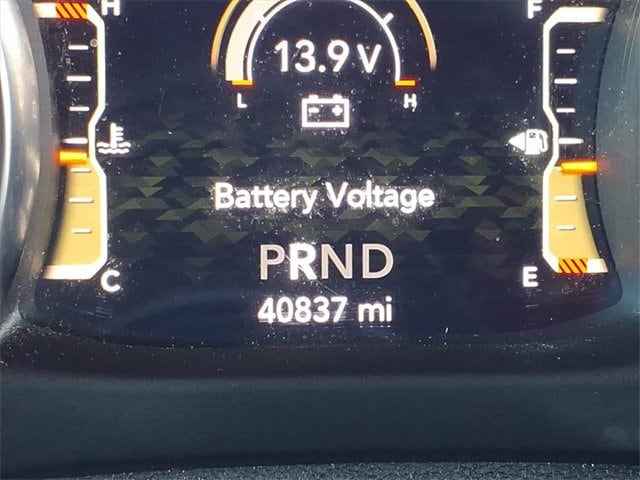 H F
13.9 V
L H
Battery Voltage
PRND
C E
40837 mi